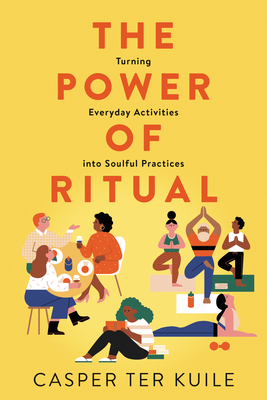 THE
Turning
POWER
Everyday Activities
OF
into Soulful Practices
RITUAL
CASPER TER KUILE